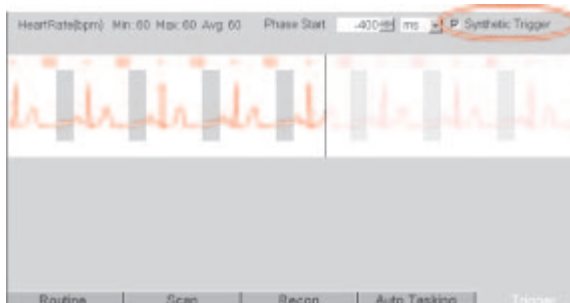 HeartRate(bpm) Min: 60 Max: 60 Avg: 60 Phase Start -400 ms Synthetic Trigger
Routine Scan Recon Auto Tasking Trigger